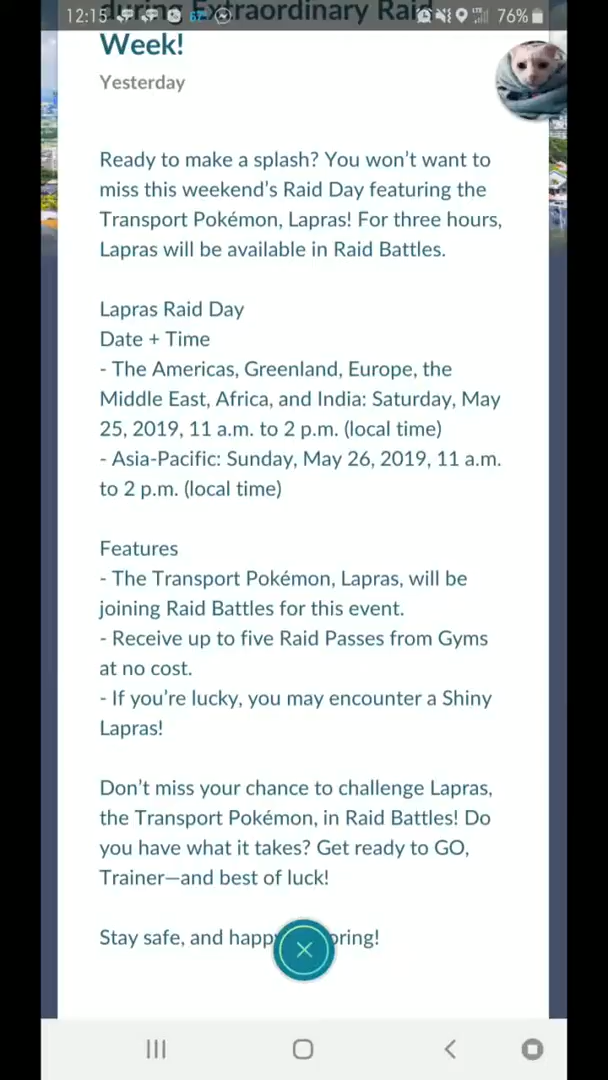 12:15 67° LTE 76%
during Extraordinary Raid
Week!
Yesterday
Ready to make a splash? You won't want to
miss this weekend's Raid Day featuring the
Transport Pokémon, Lapras! For three hours,
Lapras will be available in Raid Battles.
Lapras Raid Day
Date + Time
- The Americas, Greenland, Europe, the
Middle East, Africa, and India: Saturday, May
25, 2019, 11 a.m. to 2 p.m. (local time)
- Asia-Pacific: Sunday, May 26, 2019, 11 a.m.
to 2 p.m. (local time)
Features
- The Transport Pokémon, Lapras, will be
joining Raid Battles for this event.
- Receive up to five Raid Passes from Gyms
at no cost.
- If you're lucky, you may encounter a Shiny
Lapras!
Don't miss your chance to challenge Lapras,
the Transport Pokémon, in Raid Battles! Do
you have what it takes? Get ready to GO,
Trainer—and best of luck!
Stay safe, and happ oring!